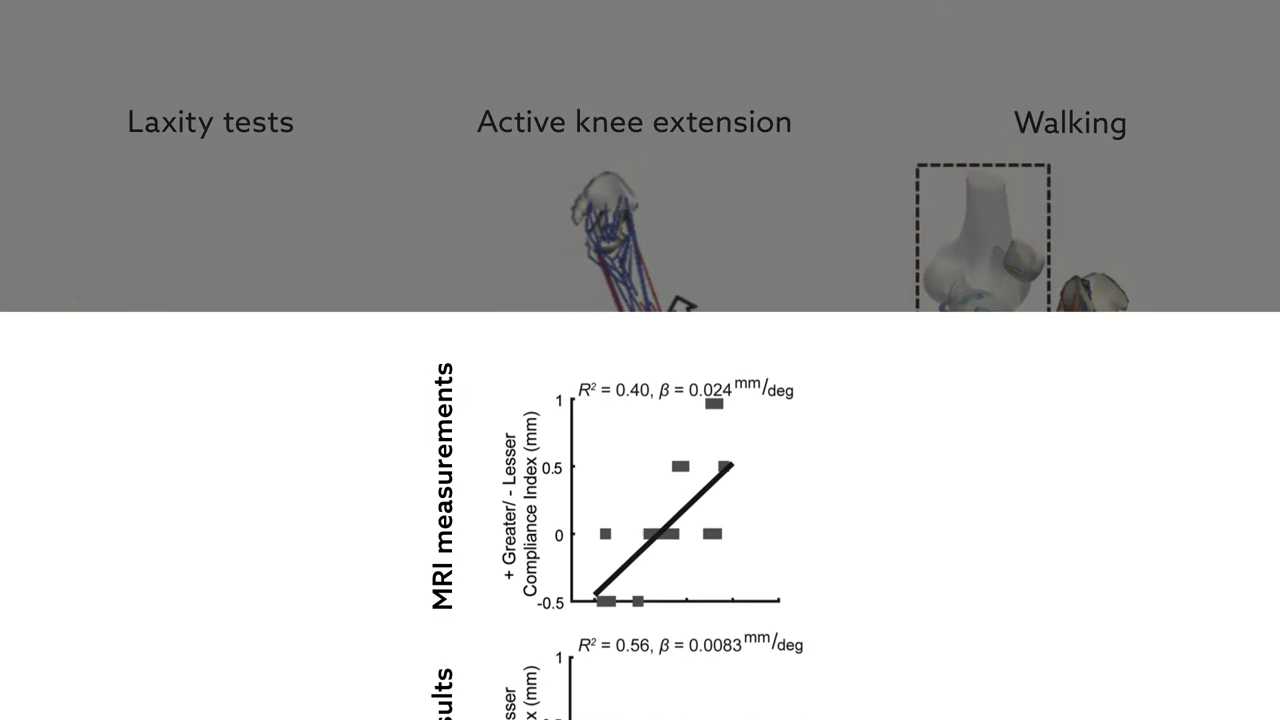 Laxity tests
Active knee extension
Walking
MRI measurements
R² = 0.40, β = 0.024 mm/deg
+ Greater/ - Lesser
Compliance Index (mm)
1
0.5
0
-0.5
R² = 0.56, β = 0.0083 mm/deg
1